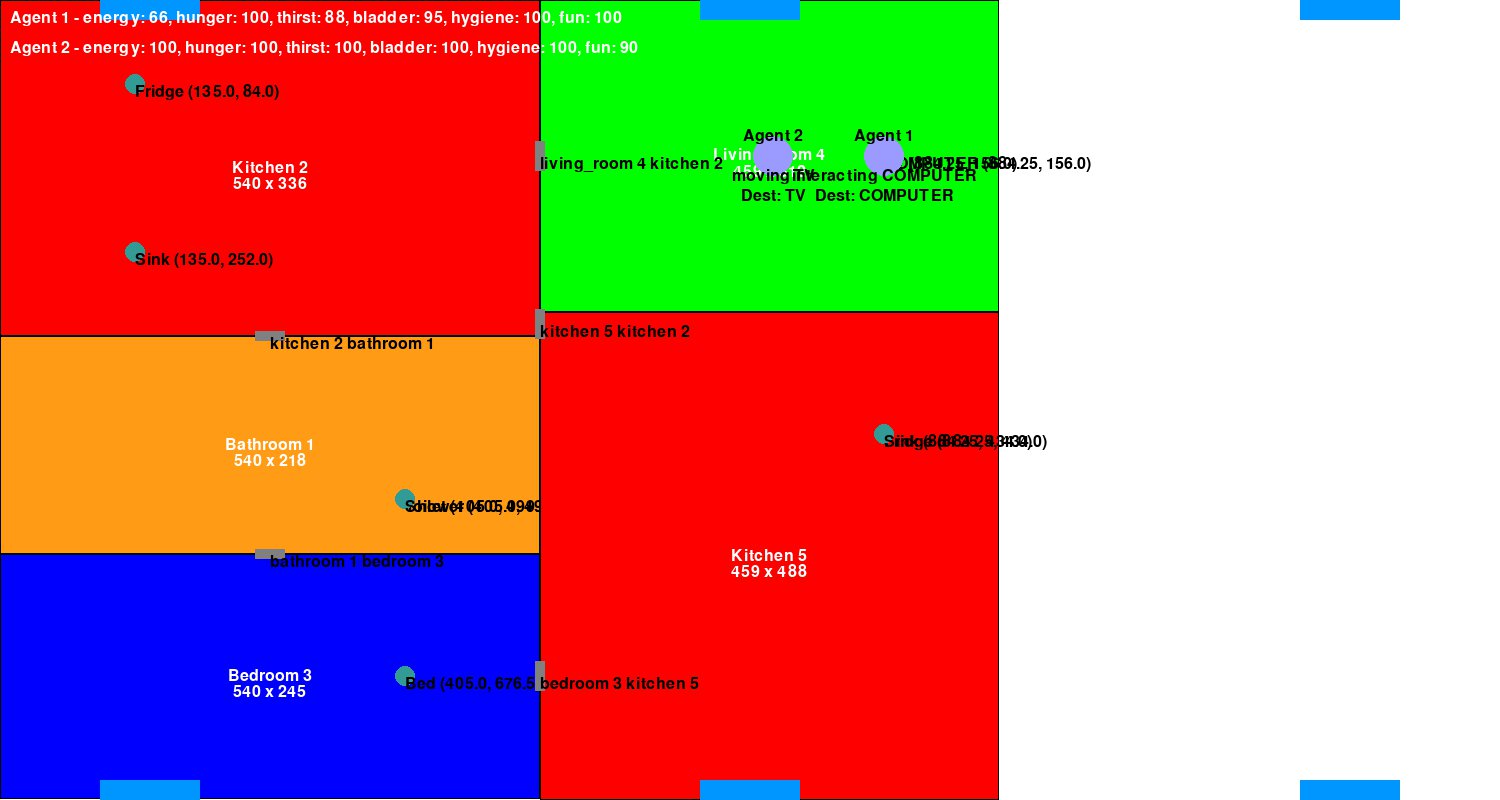 Agent 1 - energy: 66, hunger: 100, thirst: 88, bladder: 95, hygiene: 100, fun: 100
Agent 2 - energy: 100, hunger: 100, thirst: 100, bladder: 100, hygiene: 100, fun: 90
Fridge (135.0, 84.0)
Agent 2
Agent 1
living_room 4 kitchen 2
156.0)
Kitchen 2
540 x 336
moving TV
interacting COMPUTER
Dest: TV
Dest: COMPUTER
Sink (135.0, 252.0)
kitchen 5 kitchen 2
kitchen 2 bathroom 1
Bathroom 1
540 x 218
Kitchen 5
459 x 488
bathroom 1 bedroom 3
Bedroom 3
540 x 245
Bed (405.0, 676.5
bedroom 3 kitchen 5